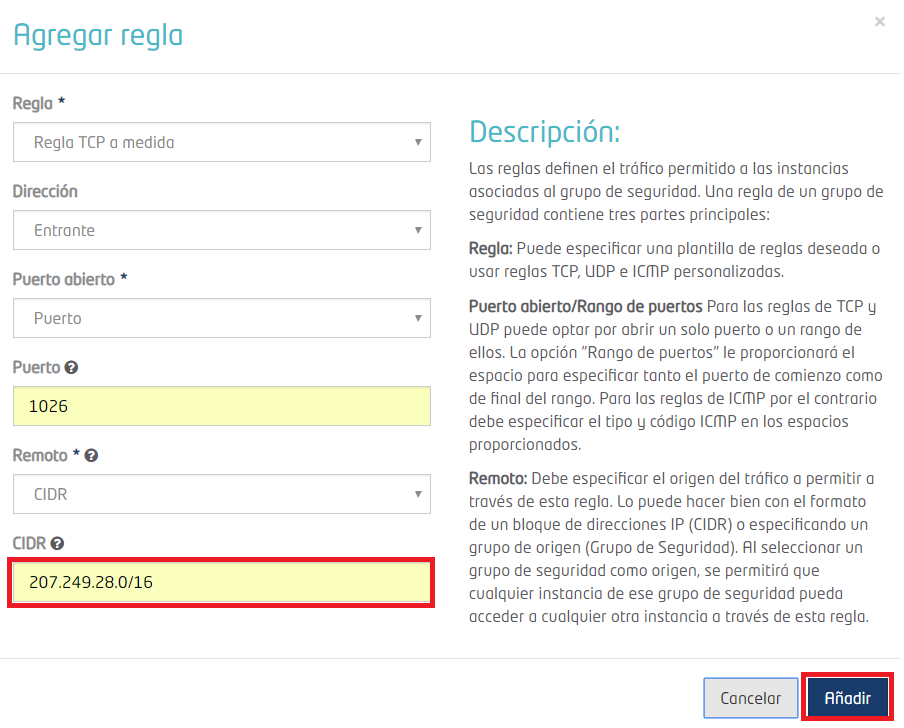 Agregar regla
×
Regla *
Regla TCP a medida
Dirección
Entrante
Puerto abierto *
Puerto
Puerto
1026
Remoto *
CIDR
CIDR
207.249.28.0/16
Descripción:
Las reglas definen el tráfico permitido a las instancias
asociadas al grupo de seguridad. Una regla de un grupo de
seguridad contiene tres partes principales:
Regla: Puede especificar una plantilla de reglas deseada o
usar reglas TCP, UDP e ICMP personalizadas.
Puerto abierto/Rango de puertos Para las reglas de TCP y
UDP puede optar por abrir un solo puerto o un rango de
ellos. La opción "Rango de puertos" le proporcionará el
espacio para especificar tanto el puerto de comienzo como
de final del rango. Para las reglas de ICMP por el contrario
debe especificar el tipo y código ICMP en los espacios
proporcionados.
Remoto: Debe especificar el origen del tráfico a permitir a
través de esta regla. Lo puede hacer bien con el formato
de un bloque de direcciones IP (CIDR) o especificando un
grupo de origen (Grupo de Seguridad). Al seleccionar un
grupo de seguridad como origen, se permitirá que
cualquier instancia de ese grupo de seguridad pueda
acceder a cualquier otra instancia a través de esta regla.
Cancelar
Añadir